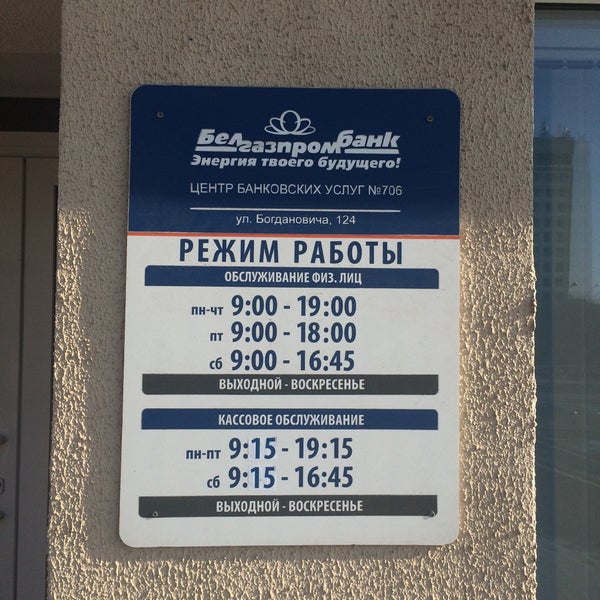 Белгазпромбанк
Энергия твоего будущего!
ЦЕНТР БАНКОВСКИХ УСЛУГ №706
ул. Богдановича, 124
РЕЖИМ РАБОТЫ
ОБСЛУЖИВАНИЕ ФИЗ. ЛИЦ
пн-чт 9:00 - 19:00
пт 9:00 - 18:00
сб 9:00 - 16:45
ВЫХОДНОЙ - ВОСКРЕСЕНЬЕ
КАССОВОЕ ОБСЛУЖИВАНИЕ
пн-пт 9:15 - 19:15
сб 9:15 - 16:45
ВЫХОДНОЙ - ВОСКРЕСЕНЬЕ